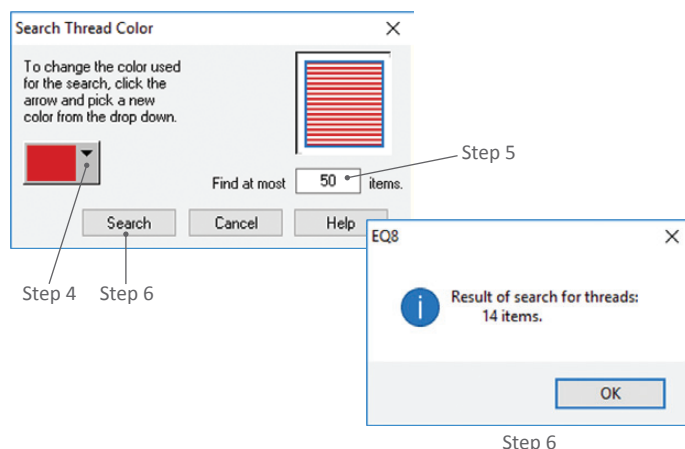 Search Thread Color
To change the color used
for the search, click the
arrow and pick a new
color from the drop down.
Step 5
Find at most 50 items.
Search Cancel Help
Step 4 Step 6
EQ8
Result of search for threads:
14 items.
OK
Step 6